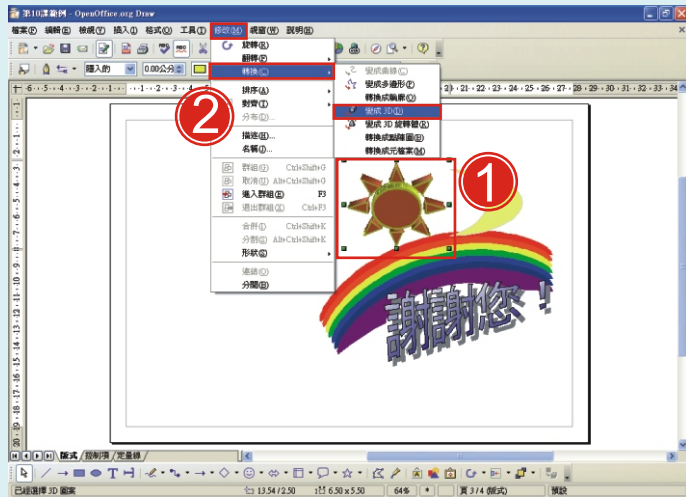 第10課範例 - OpenOffice.org Draw
檔案(F) 編輯(E) 檢視(V) 插入(I) 格式(O) 工具(T) 修改(M) 視窗(W) 說明(H)
隱入的 0.00公分
旋轉(R)
翻轉(F)
轉換(C)
排序(A)
對齊(I)
分布(D)...
描述(H)...
名稱(J)...
群組(G) Ctrl+Shift+G
取消(U) Alt+Ctrl+Shift+G
進入群組(E) F3
退出群組(X) Ctrl+F3
合併(I) Ctrl+Shift+K
分割(S) Alt+Ctrl+Shift+K
形狀(S)
連結(O)
分開(B)
變成曲線(C)
變成多邊形(P)
轉換成輪廓(O)
變成 3D(D)
變成 3D 旋轉體(R)
轉換成點陣圖(B)
轉換成元檔案(M)
2
1
謝謝您!
版式 / 控制項 / 定量線
已經選擇 3D 圖案 13.54 / 2.50 6.50 x 5.50 64% * 頁 3 / 4 (版式) 預設